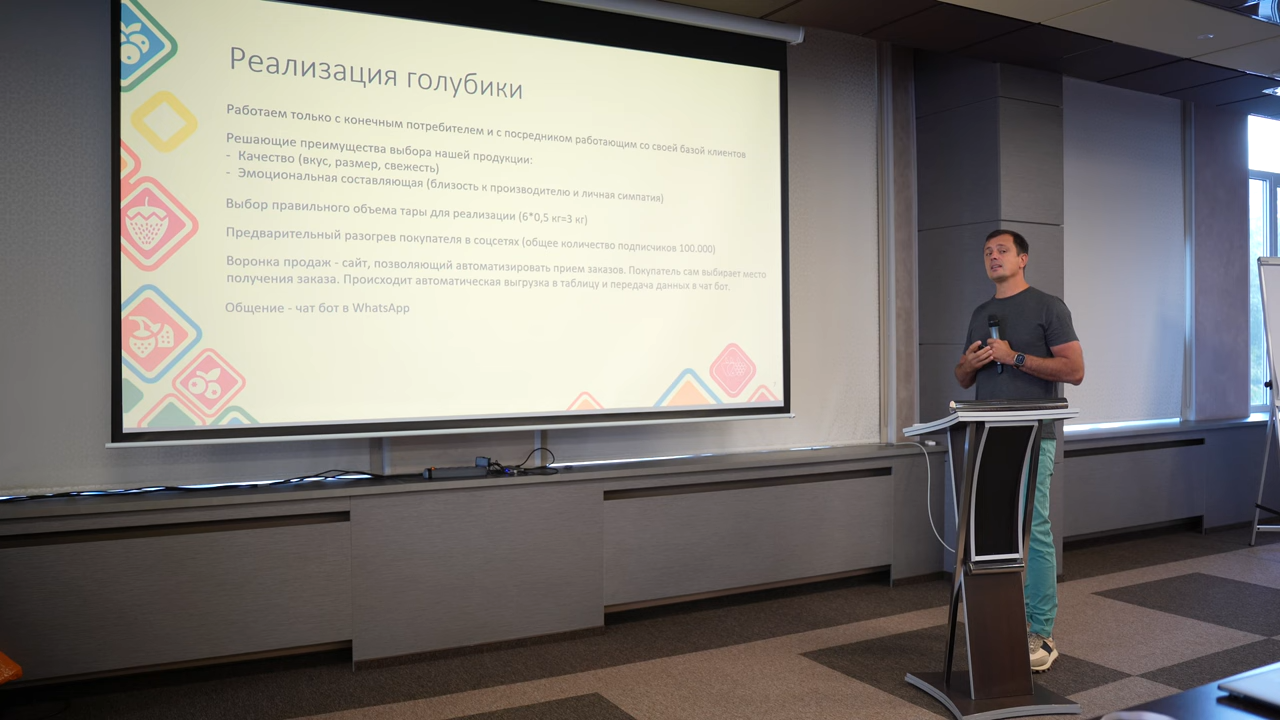 Реализация голубики
Работаем только с конечным потребителем и с посредником работающим со своей базой клиентов
Решающие преимущества выбора нашей продукции:
- Качество (вкус, размер, свежесть)
- Эмоциональная составляющая (близость к производителю и личная симпатия)
Выбор правильного объема тары для реализации (6*0,5 кг=3 кг)
Предварительный разогрев покупателя в соцсетях (общее количество подписчиков 100.000)
Воронка продаж - сайт, позволяющий автоматизировать прием заказов. Покупатель сам выбирает место
получения заказа. Происходит автоматическая выгрузка в таблицу и передача данных в чат бот.
Общение - чат бот в WhatsApp